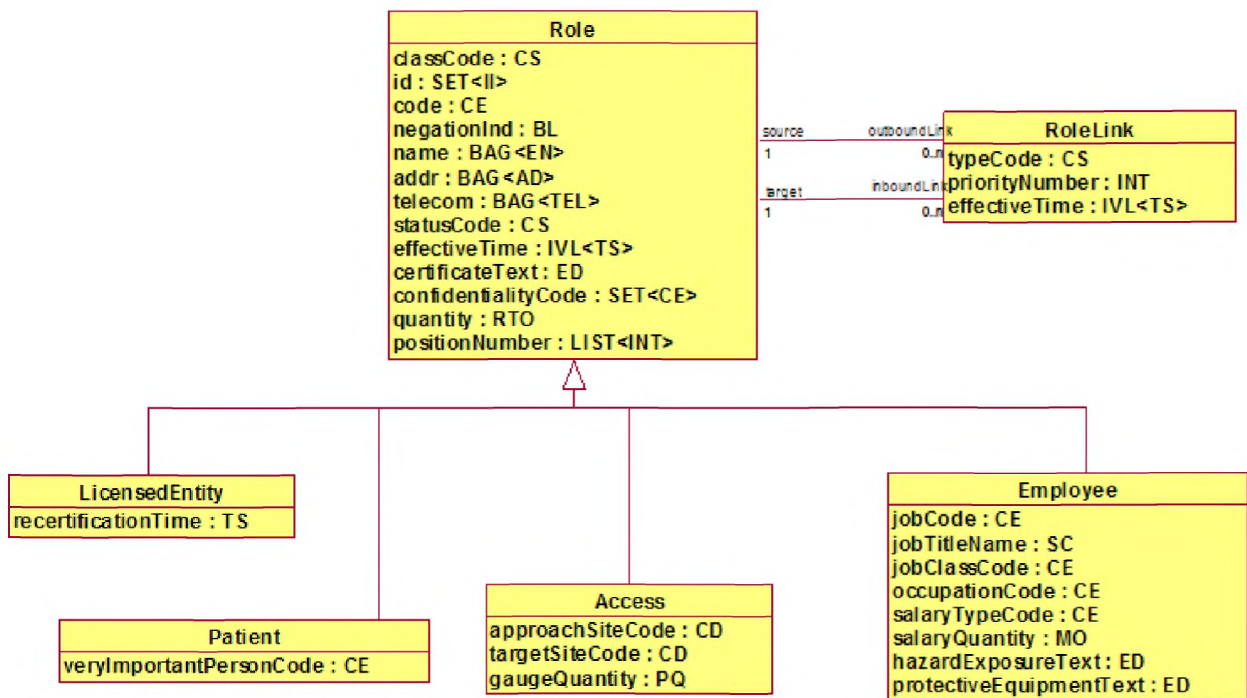 Role
classCode : CS
id : SET<II>
code : CE
negationInd : BL
name : BAG<EN>
addr : BAG<AD>
telecom : BAG<TEL>
statusCode : CS
effectiveTime : IVL<TS>
certificateText : ED
confidentialityCode : SET<CE>
quantity : RTO
positionNumber : LIST<INT>
source outboundLink
1 0..n
target inboundLink
1 0..n
RoleLink
typeCode : CS
priorityNumber : INT
effectiveTime : IVL<TS>
LicensedEntity
recertificationTime : TS
Patient
veryImportantPersonCode : CE
Access
approachSiteCode : CD
targetSiteCode : CD
gaugeQuantity : PQ
Employee
jobCode : CE
jobTitleName : SC
jobClassCode : CE
occupationCode : CE
salaryTypeCode : CE
salaryQuantity : MO
hazardExposureText : ED
protectiveEquipmentText : ED